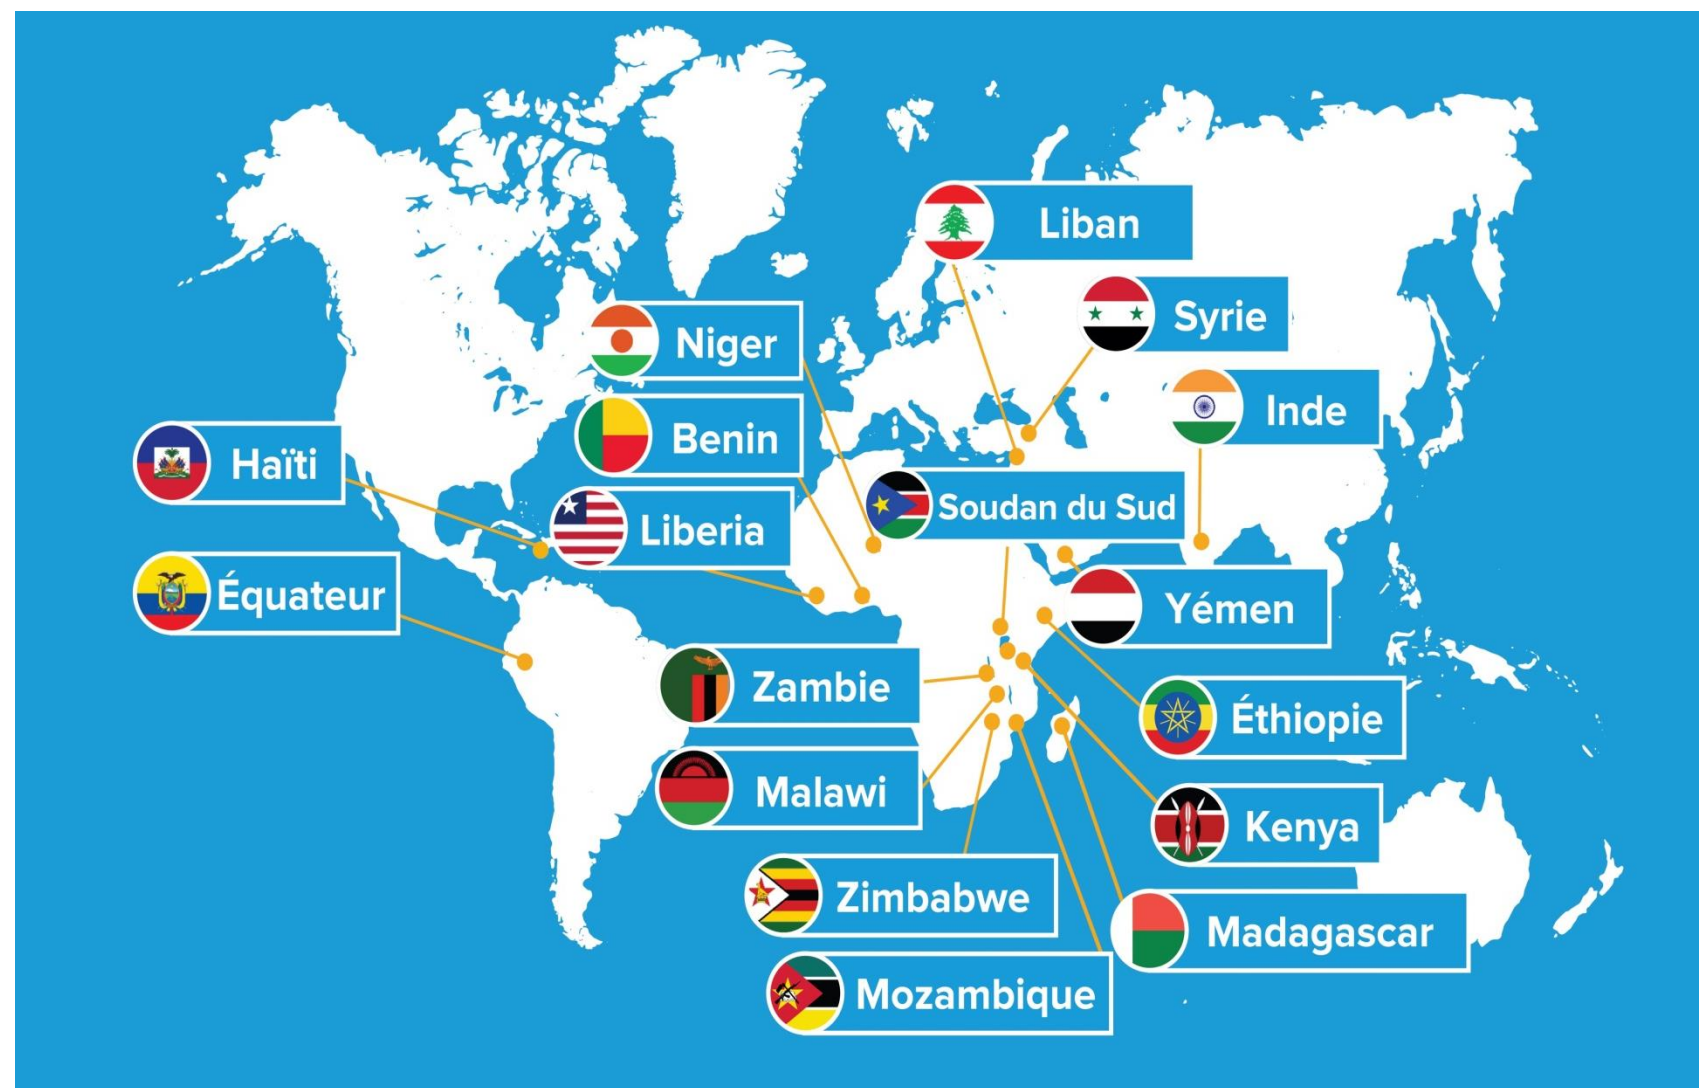 Liban
Syrie
Niger
Inde
Benin
Haïti
Soudan du Sud
Liberia
Équateur
Yémen
Zambie
Éthiopie
Malawi
Kenya
Zimbabwe
Madagascar
Mozambique